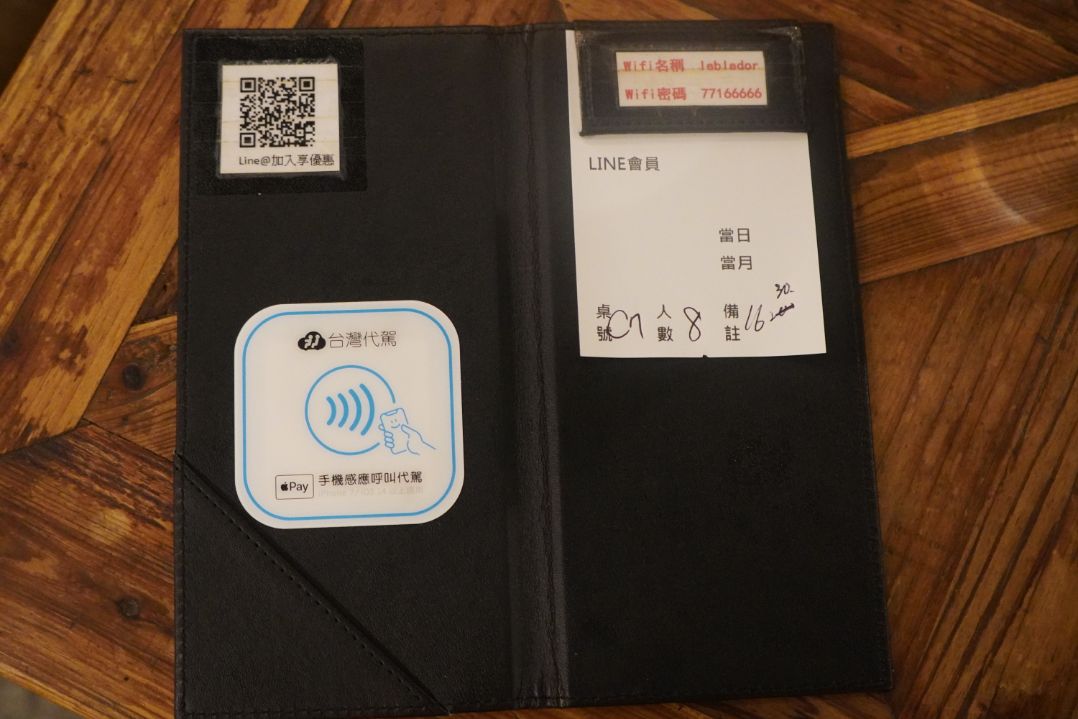 Line@加入享優惠
台灣代駕
Pay 手機感應呼叫代駕
Wifi名稱 lablador
Wifi密碼 77166666
LINE會員
當日
當月
桌號 C7 人數 8 備註 16 30